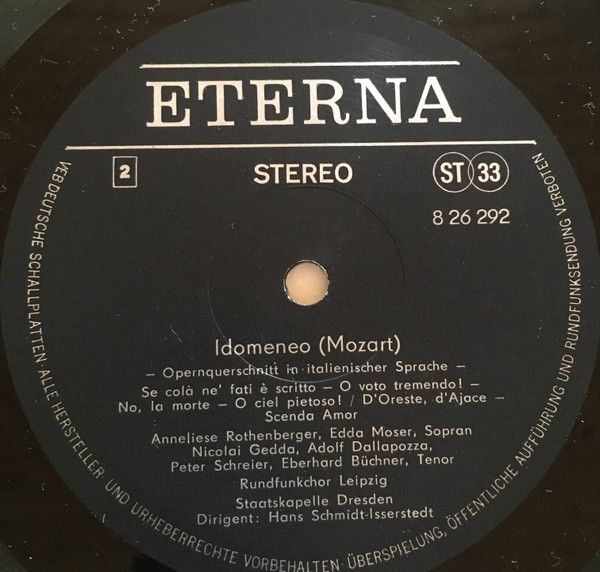 ETERNA
2
STEREO
ST 33
8 26 292
Idomeneo (Mozart)
– Opernquerschnitt in italienischer Sprache –
Se colà ne' fati è scritto – O voto tremendo! –
No, la morte – O ciel pietoso! / D'Oreste, d'Ajace –
Scenda Amor
Anneliese Rothenberger, Edda Moser, Sopran
Nicolai Gedda, Adolf Dallapozza,
Peter Schreier, Eberhard Büchner, Tenor
Rundfunkchor Leipzig
Staatskapelle Dresden
Dirigent: Hans Schmidt-Isserstedt
VEB DEUTSCHE SCHALLPLATTEN ALLE HERSTELLER- UND URHEBERRECHTE VORBEHALTEN · ÜBERSPIELUNG, ÖFFENTLICHE AUFFÜHRUNG UND RUNDFUNKSENDUNG VERBOTEN